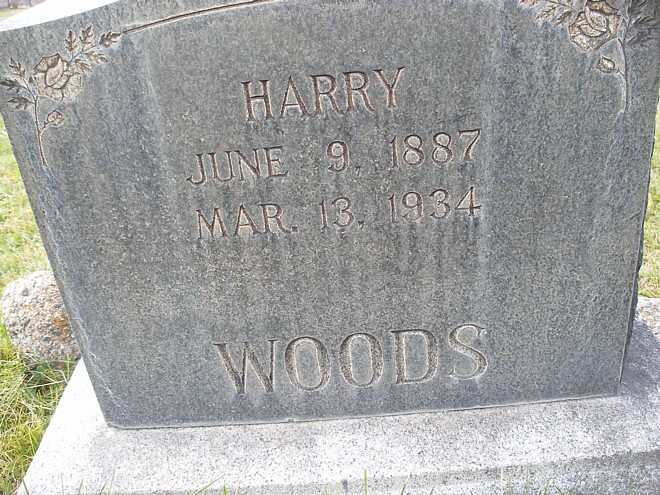 HARRY
JUNE 9, 1887
MAR. 13, 1934
WOODS